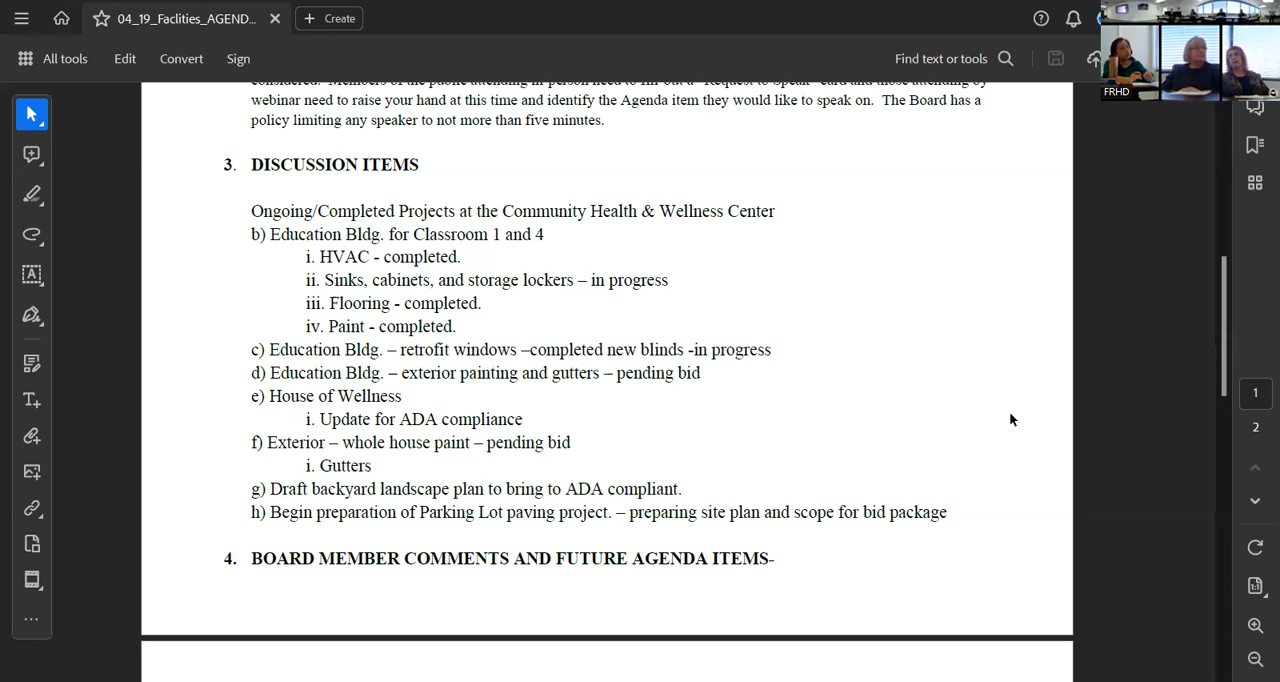 04_19_Faclities_AGEND...
Create
All tools
Edit
Convert
Sign
Find text or tools
FRHD
webinar need to raise your hand at this time and identify the Agenda item they would like to speak on. The Board has a
policy limiting any speaker to not more than five minutes.
3. DISCUSSION ITEMS
Ongoing/Completed Projects at the Community Health & Wellness Center
b) Education Bldg. for Classroom 1 and 4
i. HVAC - completed.
ii. Sinks, cabinets, and storage lockers – in progress
iii. Flooring - completed.
iv. Paint - completed.
c) Education Bldg. – retrofit windows –completed new blinds -in progress
d) Education Bldg. – exterior painting and gutters – pending bid
e) House of Wellness
i. Update for ADA compliance
f) Exterior – whole house paint – pending bid
i. Gutters
g) Draft backyard landscape plan to bring to ADA compliant.
h) Begin preparation of Parking Lot paving project. – preparing site plan and scope for bid package
4. BOARD MEMBER COMMENTS AND FUTURE AGENDA ITEMS-
1
2